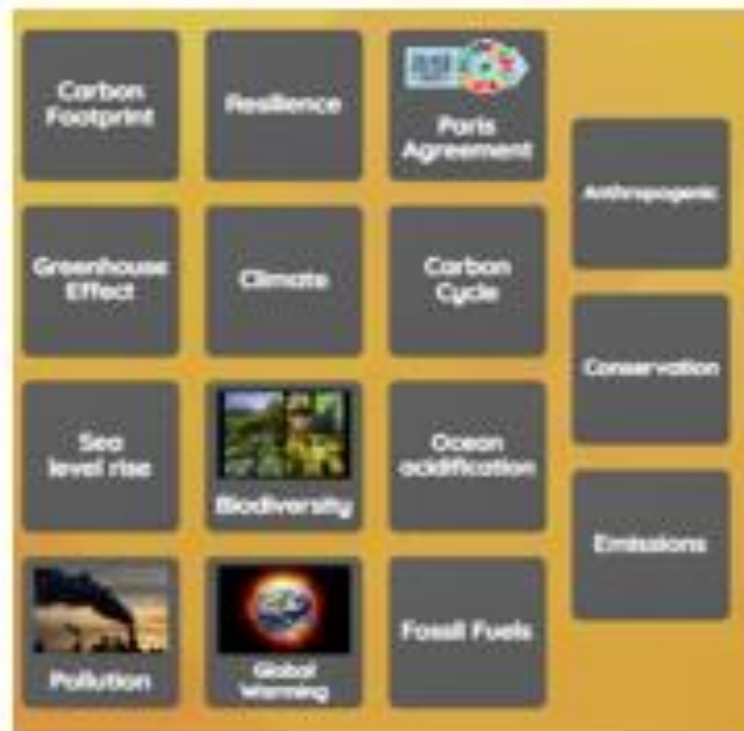 Carbon
Footprint
Resilience
Paris
Agreement
Anthropogenic
Greenhouse
Effect
Climate
Carbon
Cycle
Conservation
Sea
level rise
Biodiversity
Ocean
acidification
Emissions
Pollution
Global
Warming
Fossil Fuels